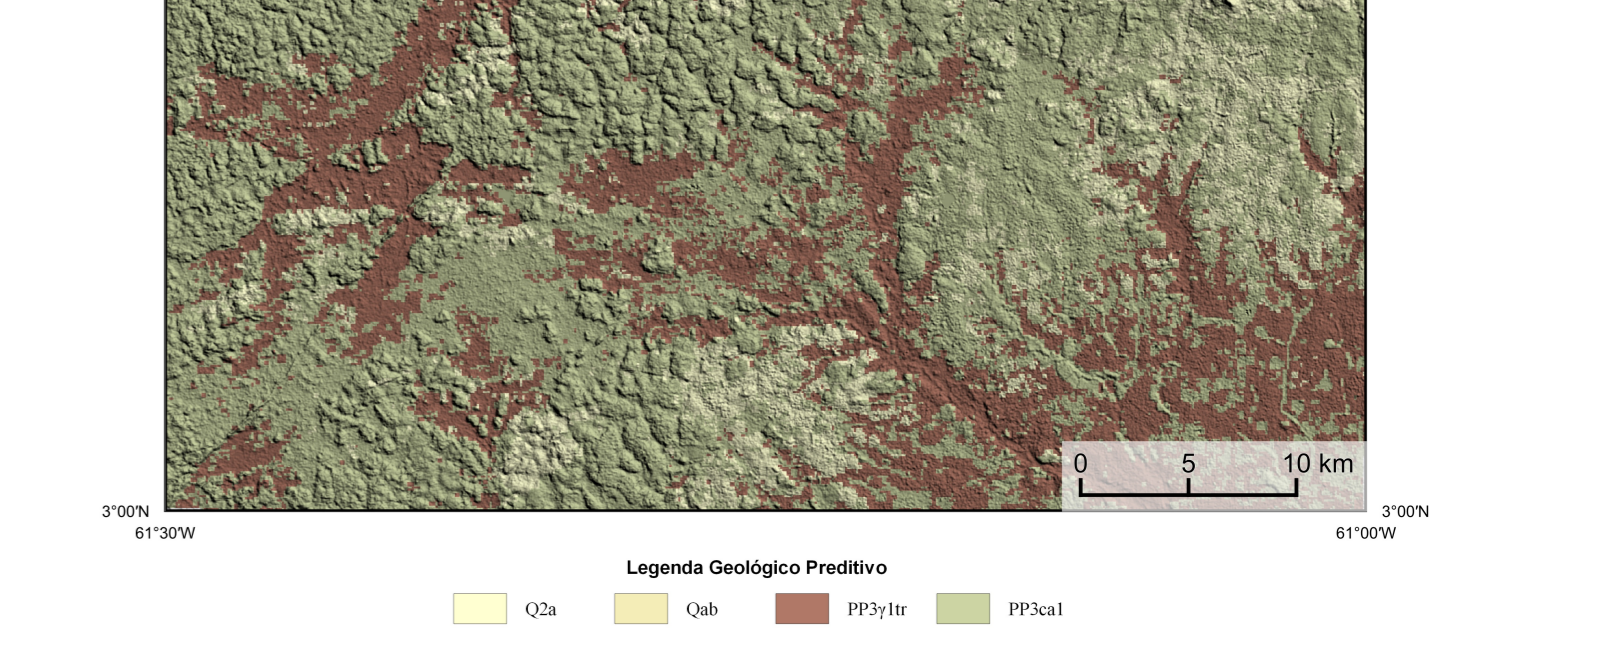 0 5 10 km
3°00′N 3°00′N
61°30′W 61°00′W
Legenda Geológico Preditivo
Q2a Qab PP3γ1tr PP3ca1